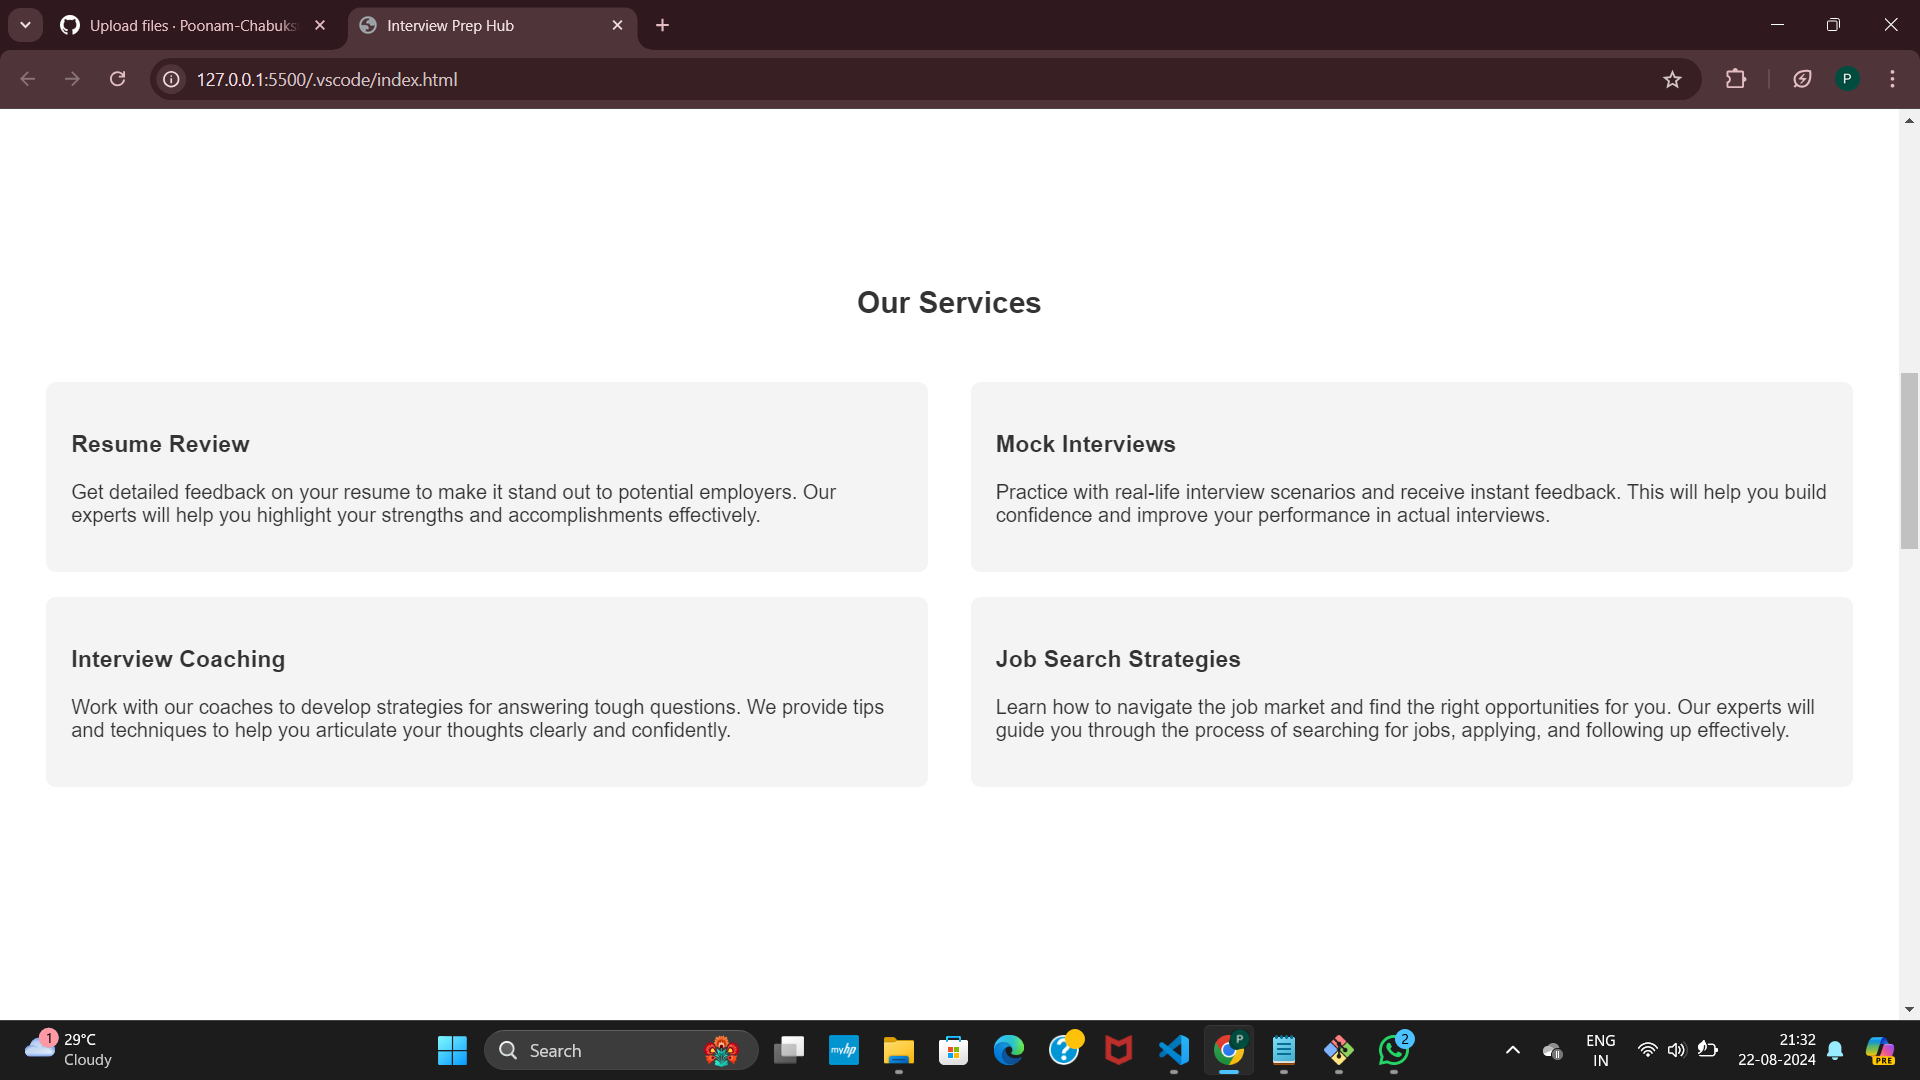 Upload files · Poonam-Chabuks
Interview Prep Hub
127.0.0.1:5500/.vscode/index.html
P
Our Services
Resume Review
Get detailed feedback on your resume to make it stand out to potential employers. Our
experts will help you highlight your strengths and accomplishments effectively.
Mock Interviews
Practice with real-life interview scenarios and receive instant feedback. This will help you build
confidence and improve your performance in actual interviews.
Interview Coaching
Work with our coaches to develop strategies for answering tough questions. We provide tips
and techniques to help you articulate your thoughts clearly and confidently.
Job Search Strategies
Learn how to navigate the job market and find the right opportunities for you. Our experts will
guide you through the process of searching for jobs, applying, and following up effectively.
1
29°C
Cloudy
Search
myhp
P
2
ENG
IN
21:32
22-08-2024
PRE